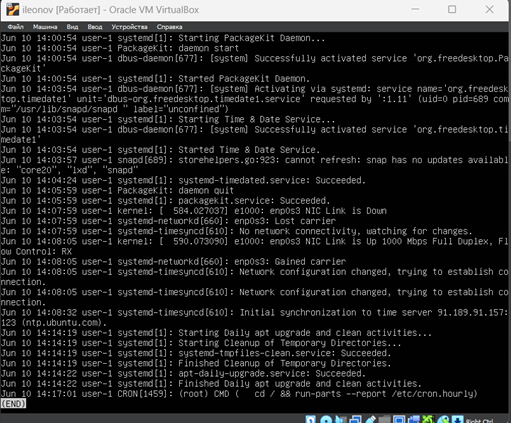 ileonov [Работает] - Oracle VM VirtualBox
Файл Машина Вид Ввод Устройства Справка
Jun 10 14:00:54 user-1 systemd[1]: Starting PackageKit Daemon...
Jun 10 14:00:54 user-1 PackageKit: daemon start
Jun 10 14:00:54 user-1 dbus-daemon[677]: [system] Successfully activated service 'org.freedesktop.Pa
ckageKit'
Jun 10 14:00:54 user-1 systemd[1]: Started PackageKit Daemon.
Jun 10 14:03:54 user-1 dbus-daemon[677]: [system] Activating via systemd: service name='org.freedesk
top.timedate1' unit='dbus-org.freedesktop.timedate1.service' requested by ':1.11' (uid=0 pid=689 com
m="/usr/lib/snapd/snapd " label="unconfined")
Jun 10 14:03:54 user-1 systemd[1]: Starting Time & Date Service...
Jun 10 14:03:54 user-1 dbus-daemon[677]: [system] Successfully activated service 'org.freedesktop.ti
medate1'
Jun 10 14:03:54 user-1 systemd[1]: Started Time & Date Service.
Jun 10 14:03:57 user-1 snapd[689]: storehelpers.go:923: cannot refresh: snap has no updates availabl
e: "core20", "lxd", "snapd"
Jun 10 14:04:24 user-1 systemd[1]: systemd-timedated.service: Succeeded.
Jun 10 14:05:59 user-1 PackageKit: daemon quit
Jun 10 14:05:59 user-1 systemd[1]: packagekit.service: Succeeded.
Jun 10 14:07:59 user-1 kernel: [  584.027037] e1000: enp0s3 NIC Link is Down
Jun 10 14:07:59 user-1 systemd-networkd[660]: enp0s3: Lost carrier
Jun 10 14:07:59 user-1 systemd-timesyncd[610]: No network connectivity, watching for changes.
Jun 10 14:08:05 user-1 kernel: [  590.073090] e1000: enp0s3 NIC Link is Up 1000 Mbps Full Duplex, Fl
ow Control: RX
Jun 10 14:08:05 user-1 systemd-networkd[660]: enp0s3: Gained carrier
Jun 10 14:08:05 user-1 systemd-timesyncd[610]: Network configuration changed, trying to establish co
nnection.
Jun 10 14:08:05 user-1 systemd-timesyncd[610]: Network configuration changed, trying to establish co
nnection.
Jun 10 14:08:32 user-1 systemd-timesyncd[610]: Initial synchronization to time server 91.189.91.157:
123 (ntp.ubuntu.com).
Jun 10 14:14:19 user-1 systemd[1]: Starting Daily apt upgrade and clean activities...
Jun 10 14:14:19 user-1 systemd[1]: Starting Cleanup of Temporary Directories...
Jun 10 14:14:19 user-1 systemd[1]: systemd-tmpfiles-clean.service: Succeeded.
Jun 10 14:14:19 user-1 systemd[1]: Finished Cleanup of Temporary Directories.
Jun 10 14:14:22 user-1 systemd[1]: apt-daily-upgrade.service: Succeeded.
Jun 10 14:14:22 user-1 systemd[1]: Finished Daily apt upgrade and clean activities.
Jun 10 14:17:01 user-1 CRON[1459]: (root) CMD (   cd / && run-parts --report /etc/cron.hourly)
(END)
Right Ctrl